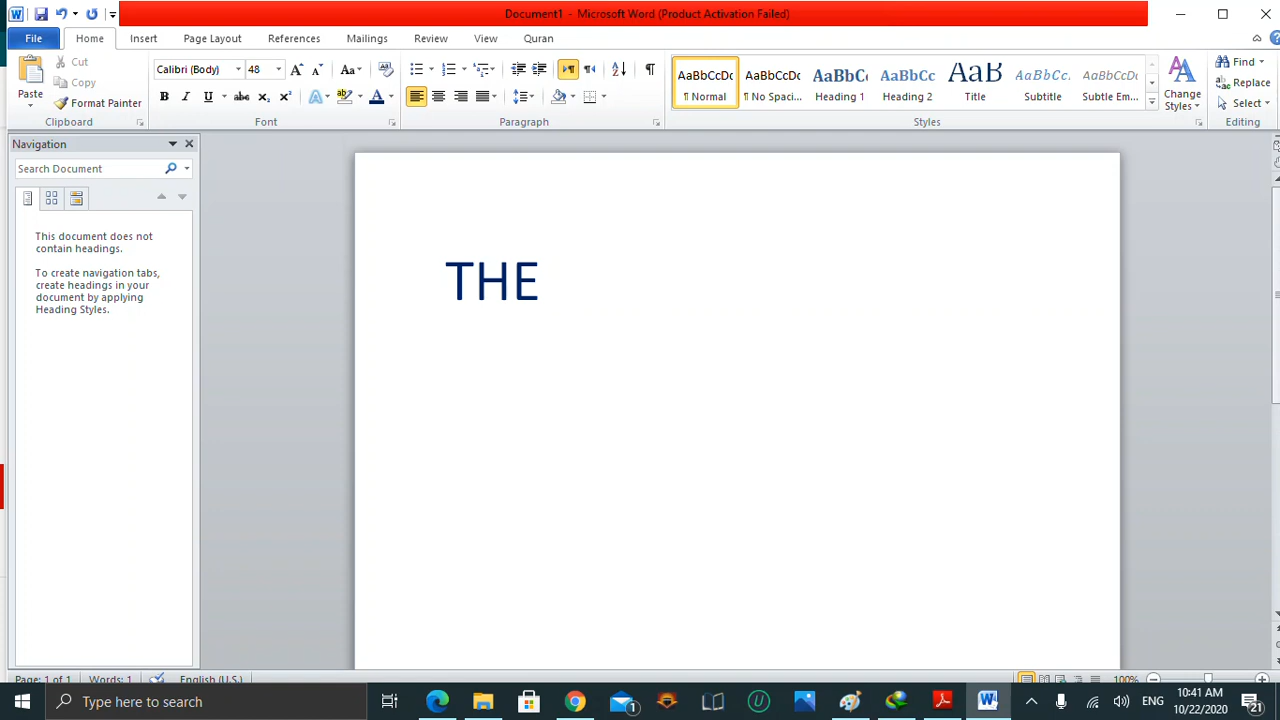 Document1 - Microsoft Word (Product Activation Failed)
File Home Insert Page Layout References Mailings Review View Quran
Paste
Cut
Copy
Format Painter
Clipboard
Calibri (Body) 48
Font
Paragraph
AaBbCcDc AaBbCcDc AaBbC AaBbCc AaB AaBbCc. AaBbCcDc
¶ Normal ¶ No Spaci... Heading 1 Heading 2 Title Subtitle Subtle Em...
Change Styles
Styles
Find
Replace
Select
Editing
Navigation
Search Document
This document does not
contain headings.
To create navigation tabs,
create headings in your
document by applying
Heading Styles.
THE
Page: 1 of 1 Words: 1 English (U.S.) 100%
Type here to search
1
ENG
10:41 AM
10/22/2020
21